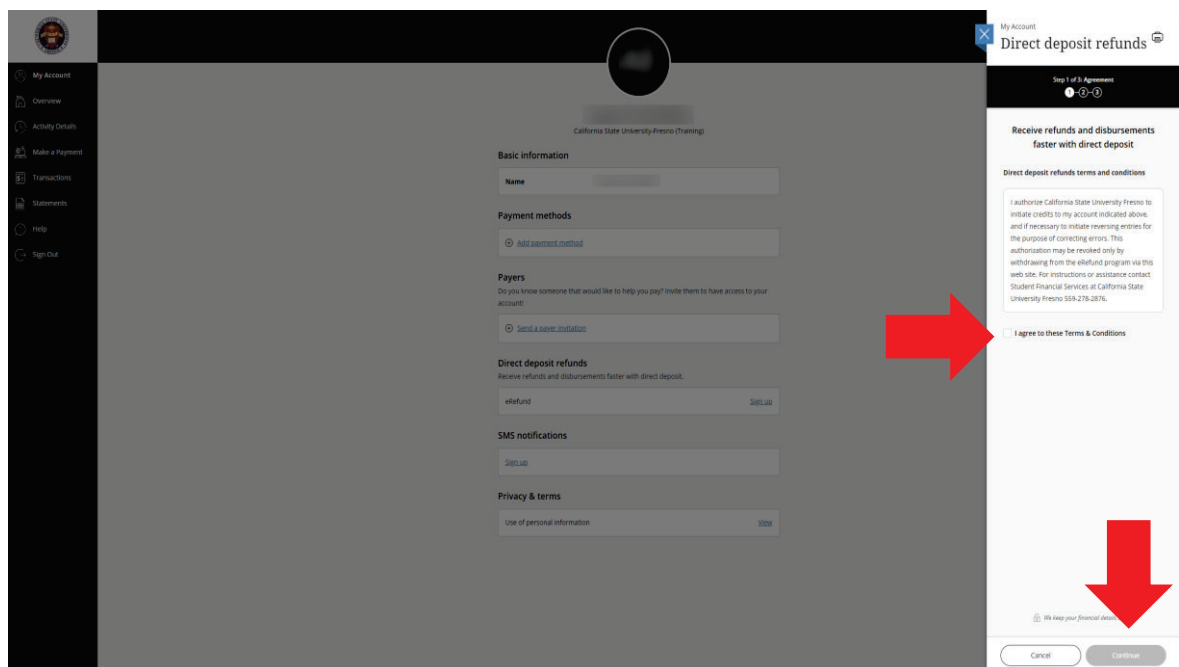 My Account
Overview
Activity Details
Make a Payment
Transactions
Statements
Help
Sign Out
California State University-Fresno (Training)
Basic information
Name
Payment methods
Add payment method
Payers
Do you know someone that would like to help you pay? Invite them to have access to your
account!
Send a payer invitation
Direct deposit refunds
Receive refunds and disbursements faster with direct deposit.
eRefund
Sign up
SMS notifications
Sign up
Privacy & terms
Use of personal information
View
My Account
Direct deposit refunds
Step 1 of 3: Agreement
1 2 3
Receive refunds and disbursements
faster with direct deposit
Direct deposit refunds terms and conditions
I authorize California State University Fresno to
initiate credits to my account indicated above,
and if necessary to initiate reversing entries for
the purpose of correcting errors. This
authorization may be revoked only by
withdrawing from the eRefund program via this
web site. For instructions or assistance contact
Student Financial Services at California State
University Fresno 559-278-2876.
I agree to these Terms & Conditions
We keep your financial
Cancel
Continue